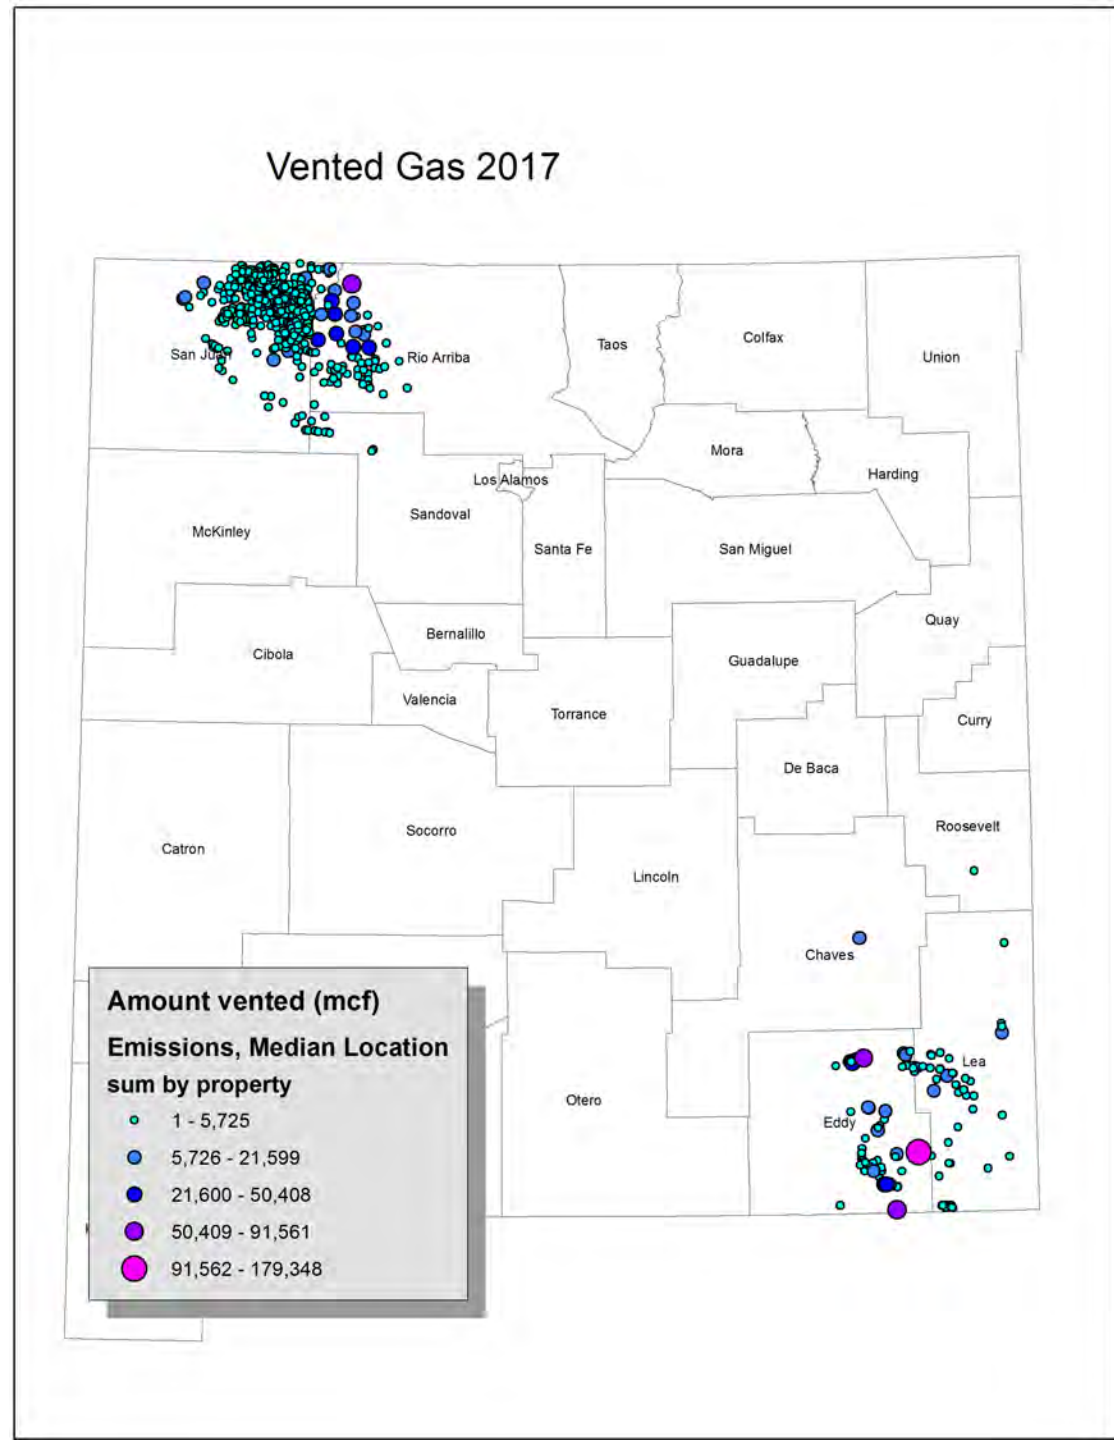 Vented Gas 2017
Taos
Colfax
Union
San Juan
Rio Arriba
Mora
Harding
Los Alamos
Sandoval
McKinley
Santa Fe
San Miguel
Quay
Bernalillo
Cibola
Guadalupe
Valencia
Torrance
Curry
De Baca
Roosevelt
Socorro
Catron
Lincoln
Chaves
Lea
Otero
Eddy
Amount vented (mcf)
Emissions, Median Location
sum by property
1 - 5,725
5,726 - 21,599
21,600 - 50,408
50,409 - 91,561
91,562 - 179,348